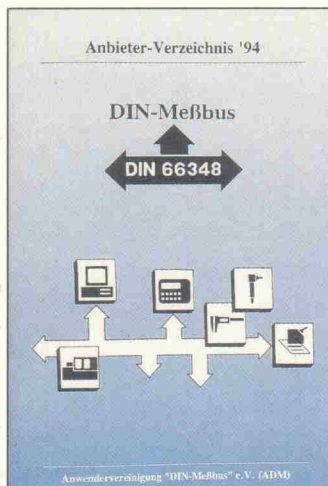 Anbieter-Verzeichnis '94
DIN-Meßbus
DIN 66348
Anwendervereinigung "DIN-Meßbus" e.V. (ADM)